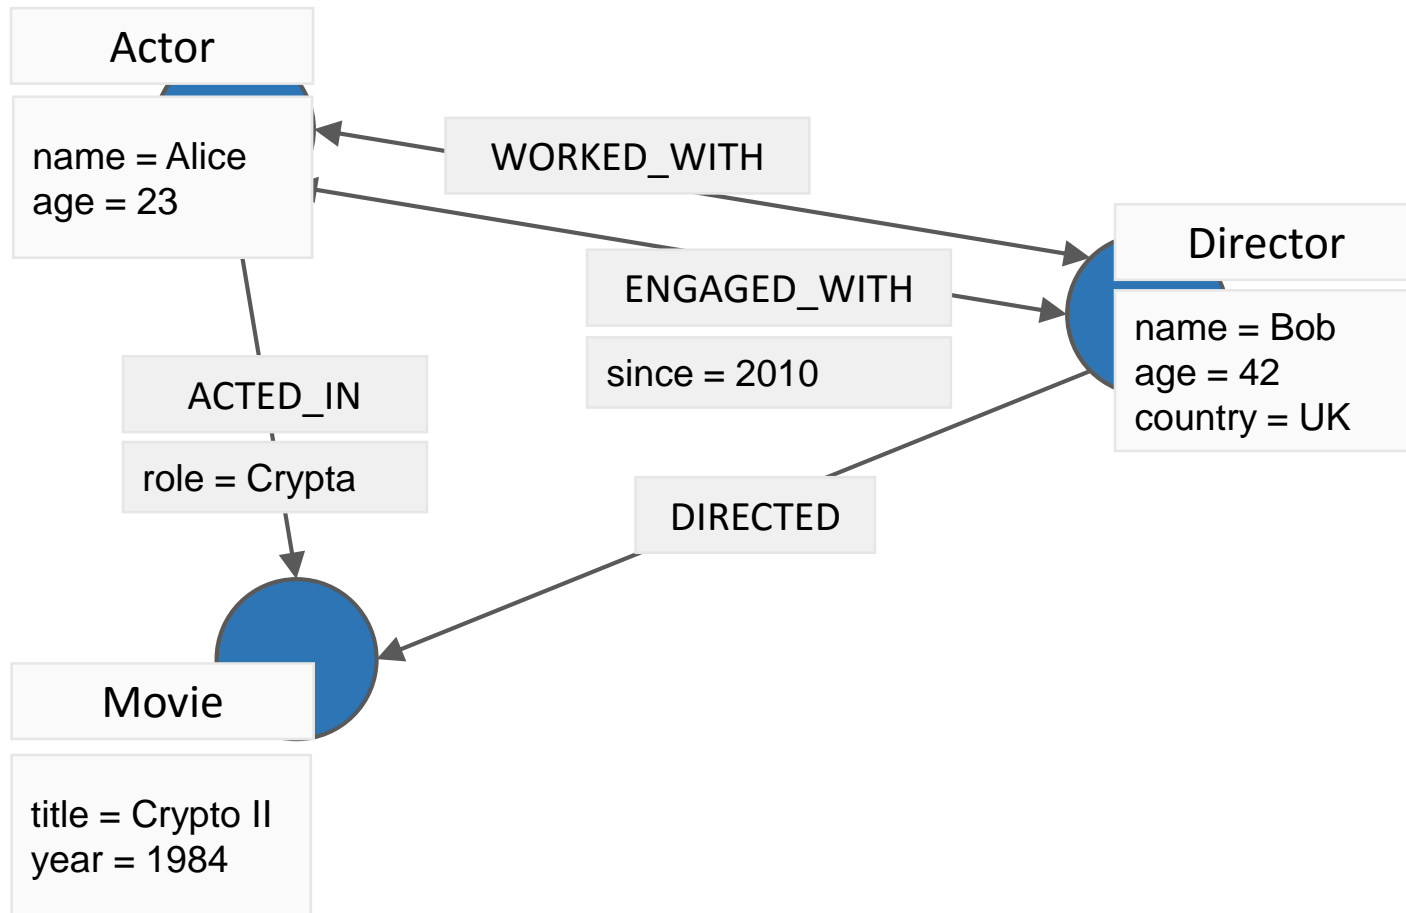 Actor
name = Alice
age = 23
WORKED_WITH
Director
name = Bob
age = 42
country = UK
ENGAGED_WITH
since = 2010
ACTED_IN
role = Crypta
DIRECTED
Movie
title = Crypto II
year = 1984